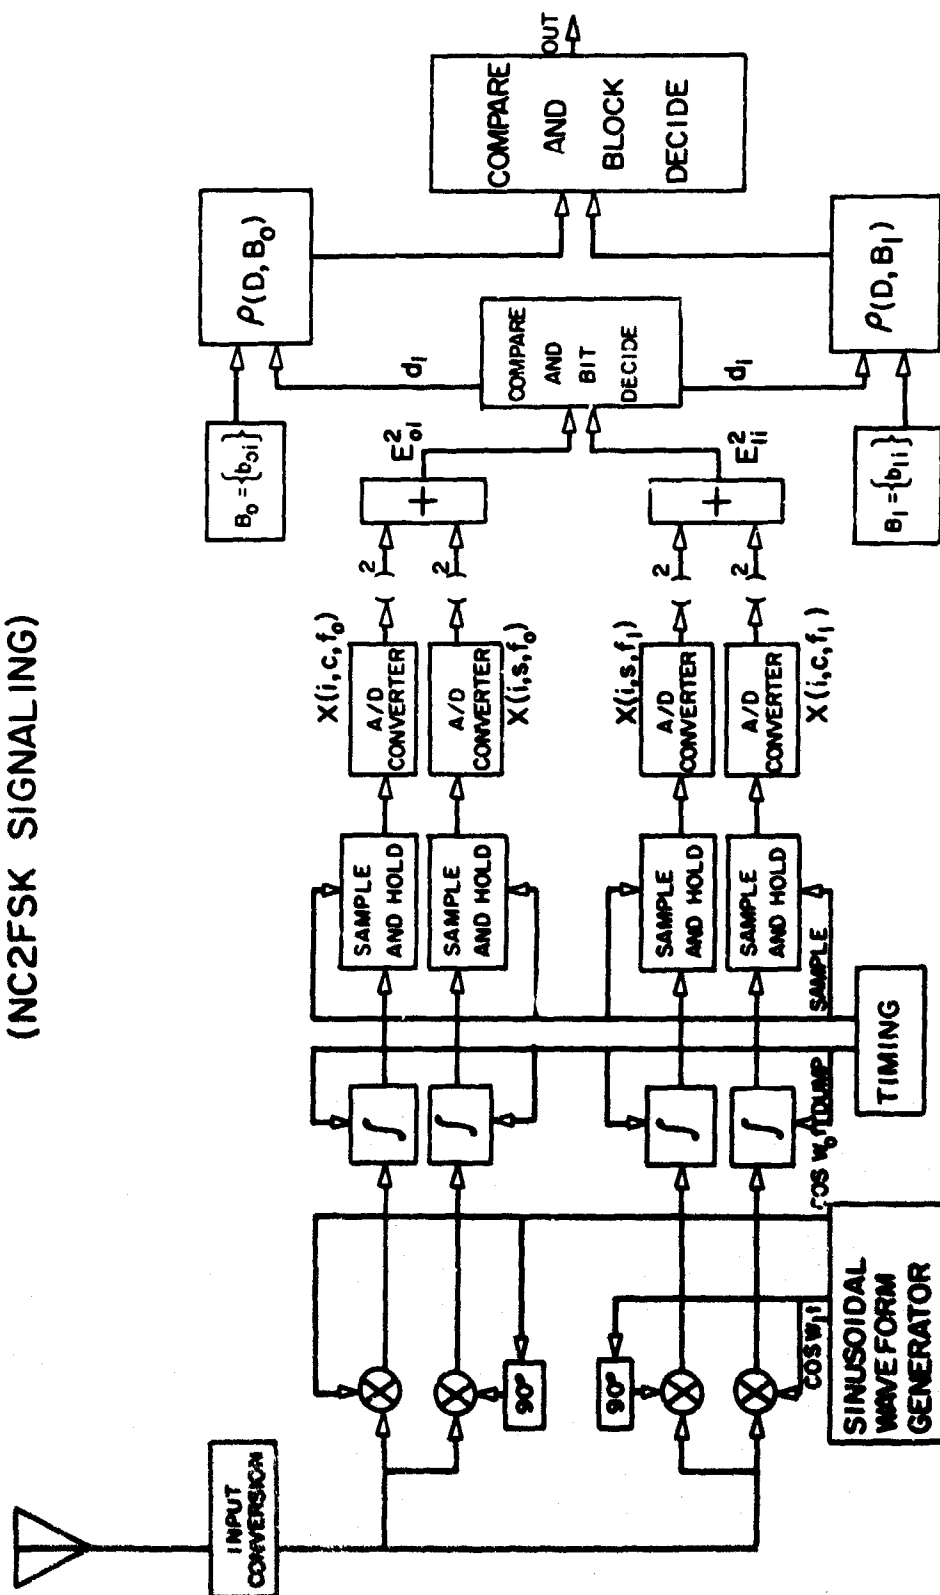 (NC2FSK SIGNALING)
INPUT
CONVERSION
90°
90°
COS W₁t
COS W₀t
SINUSOIDAL
WAVEFORM
GENERATOR
∫
∫
∫
∫
DUMP
SAMPLE
TIMING
SAMPLE
AND HOLD
SAMPLE
AND HOLD
SAMPLE
AND HOLD
SAMPLE
AND HOLD
X(i,c,f₀)
A/D
CONVERTER
A/D
CONVERTER
X(i,s,f₀)
X(i,s,f₁)
A/D
CONVERTER
A/D
CONVERTER
X(i,c,f₁)
( )²
( )²
( )²
( )²
+
+
E²₀ᵢ
E²₁ᵢ
B₀={b₀ᵢ}
B₁={b₁ᵢ}
COMPARE
AND
BIT
DECIDE
dᵢ
dᵢ
ρ(D,B₀)
ρ(D,B₁)
COMPARE
AND
BLOCK
DECIDE
OUT